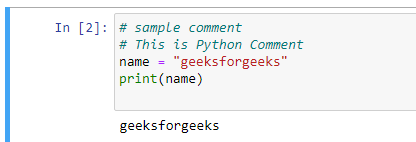 In [2]: # sample comment
# This is Python Comment
name = "geeksforgeeks"
print(name)
geeksforgeeks